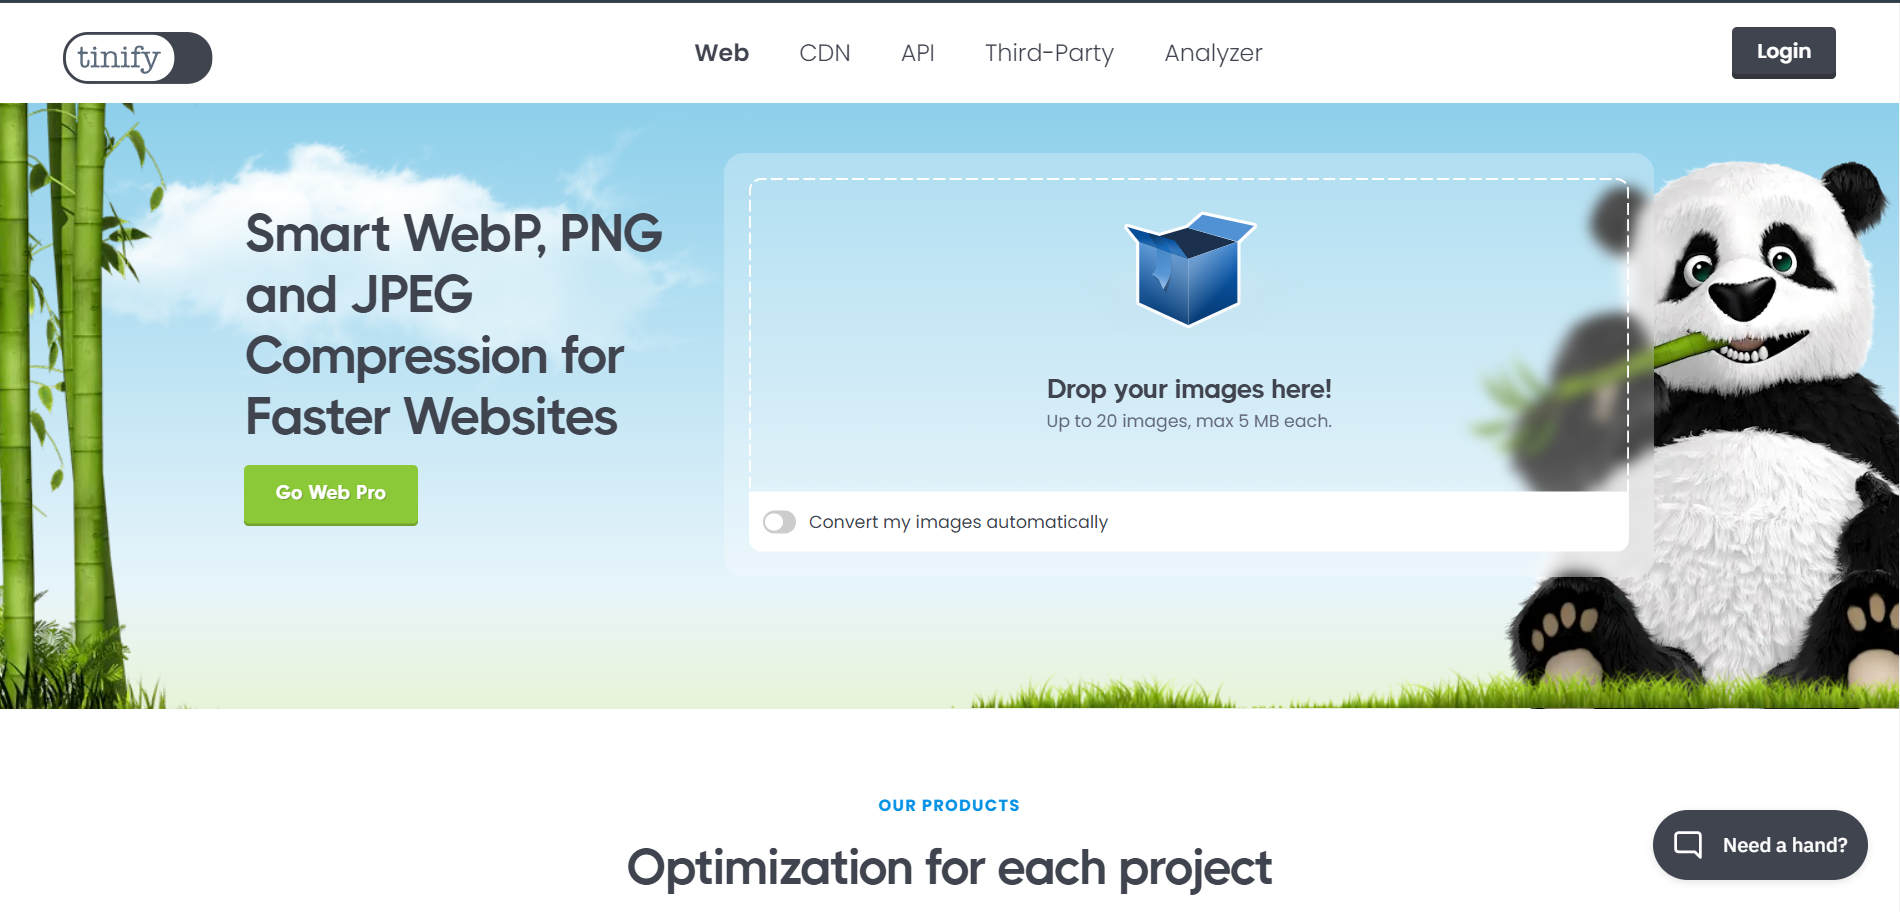 tinify
Web
CDN
API
Third-Party
Analyzer
Login
Smart WebP, PNG
and JPEG
Compression for
Faster Websites
Go Web Pro
Drop your images here!
Up to 20 images, max 5 MB each.
Convert my images automatically
OUR PRODUCTS
Optimization for each project
Need a hand?